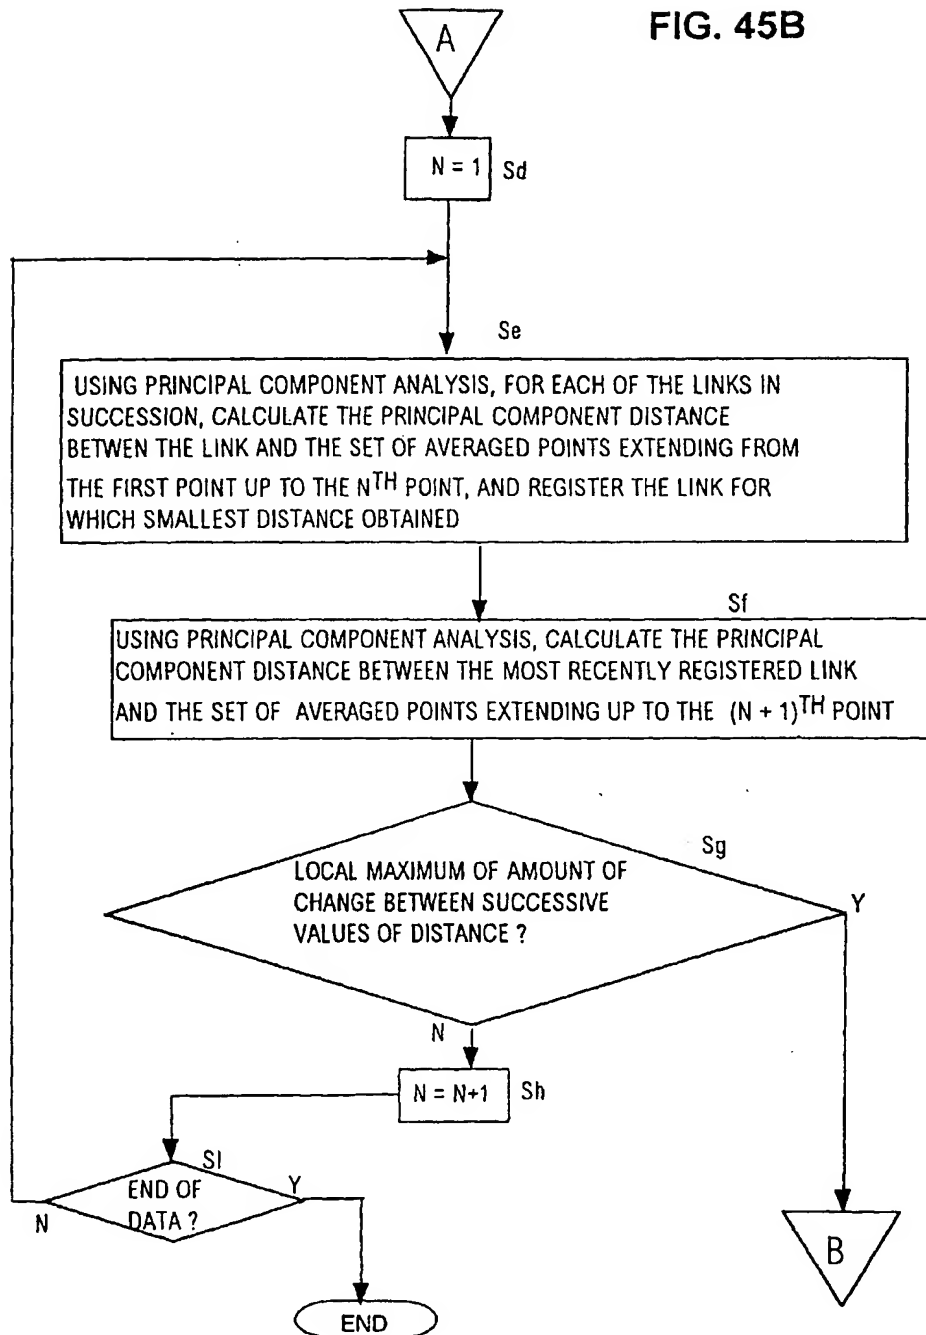 FIG. 45B
A
N = 1 Sd
Se
USING PRINCIPAL COMPONENT ANALYSIS, FOR EACH OF THE LINKS IN
SUCCESSION, CALCULATE THE PRINCIPAL COMPONENT DISTANCE
BETWEN THE LINK AND THE SET OF AVERAGED POINTS EXTENDING FROM
THE FIRST POINT UP TO THE NTH POINT, AND REGISTER THE LINK FOR
WHICH SMALLEST DISTANCE OBTAINED
Sf
USING PRINCIPAL COMPONENT ANALYSIS, CALCULATE THE PRINCIPAL
COMPONENT DISTANCE BETWEEN THE MOST RECENTLY REGISTERED LINK
AND THE SET OF AVERAGED POINTS EXTENDING UP TO THE (N + 1)TH POINT
Sg
LOCAL MAXIMUM OF AMOUNT OF
CHANGE BETWEEN SUCCESSIVE
VALUES OF DISTANCE ?
Y
N
N = N+1 Sh
SI
END OF
DATA ?
Y
N
B
END